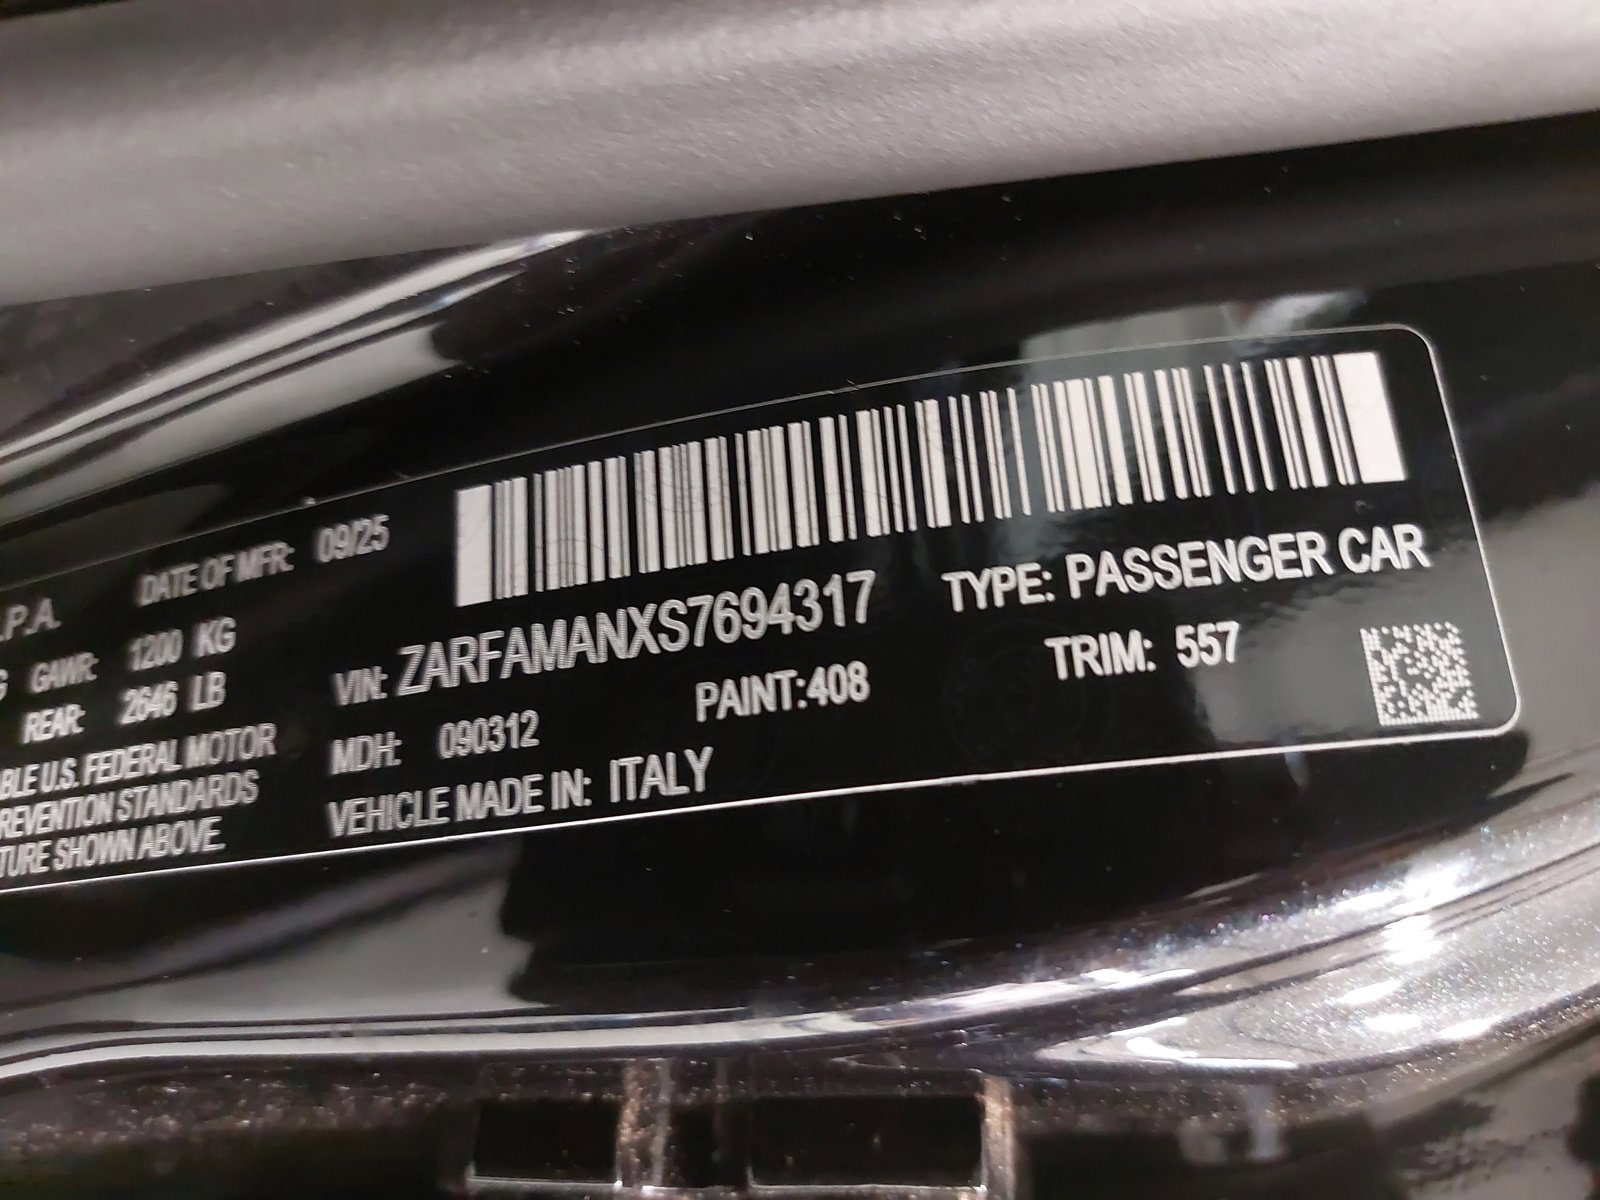 .P.A. DATE OF MFR: 09/25
G GAWR: 1200 KG
REAR: 2646 LB
BLE U.S. FEDERAL MOTOR
REVENTION STANDARDS
TURE SHOWN ABOVE.
VIN: ZARFAMANXS7694317 TYPE: PASSENGER CAR
MDH: 090312 PAINT:408 TRIM: 557
VEHICLE MADE IN: ITALY